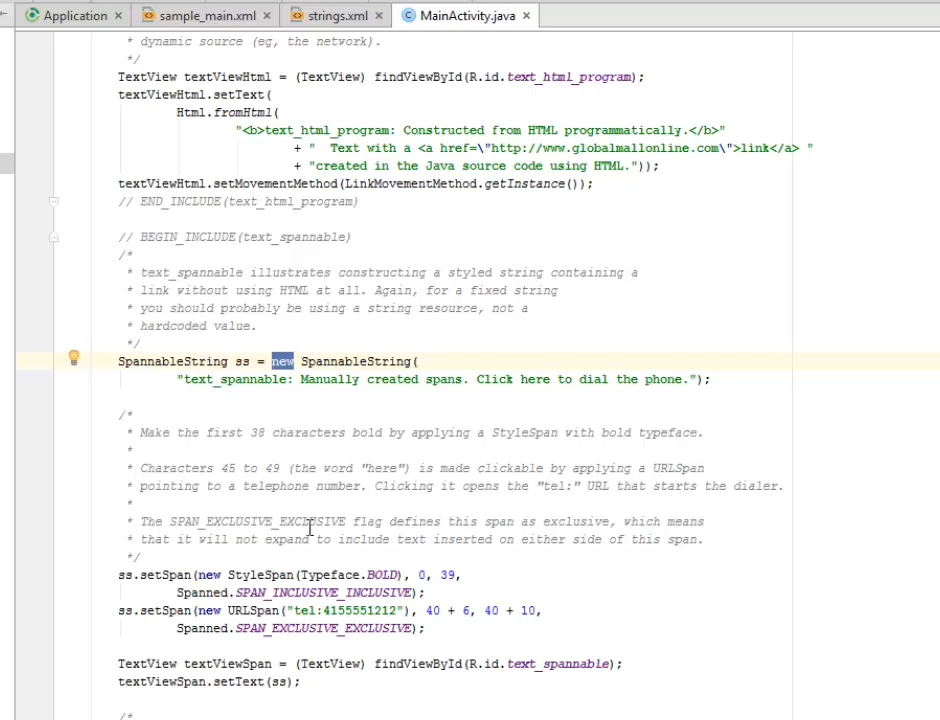 Application
sample_main.xml
strings.xml
MainActivity.java
* dynamic source (eg, the network).
*/
TextView textViewHtml = (TextView) findViewById(R.id.text_html_program);
textViewHtml.setText(
Html.fromHtml(
"<b>text_html_program: Constructed from HTML programmatically.</b>"
+ "  Text with a <a href=\"http://www.globalmallonline.com\">link</a> "
+ "created in the Java source code using HTML."));
textViewHtml.setMovementMethod(LinkMovementMethod.getInstance());
// END_INCLUDE(text_html_program)
// BEGIN_INCLUDE(text_spannable)
/*
* text_spannable illustrates constructing a styled string containing a
* link without using HTML at all. Again, for a fixed string
* you should probably be using a string resource, not a
* hardcoded value.
*/
SpannableString ss = new SpannableString(
"text_spannable: Manually created spans. Click here to dial the phone.");
/*
* Make the first 38 characters bold by applying a StyleSpan with bold typeface.
*
* Characters 45 to 49 (the word "here") is made clickable by applying a URLSpan
* pointing to a telephone number. Clicking it opens the "tel:" URL that starts the dialer.
*
* The SPAN_EXCLUSIVE_EXCLUSIVE flag defines this span as exclusive, which means
* that it will not expand to include text inserted on either side of this span.
*/
ss.setSpan(new StyleSpan(Typeface.BOLD), 0, 39,
Spanned.SPAN_INCLUSIVE_INCLUSIVE);
ss.setSpan(new URLSpan("tel:4155551212"), 40 + 6, 40 + 10,
Spanned.SPAN_EXCLUSIVE_EXCLUSIVE);
TextView textViewSpan = (TextView) findViewById(R.id.text_spannable);
textViewSpan.setText(ss);
/*